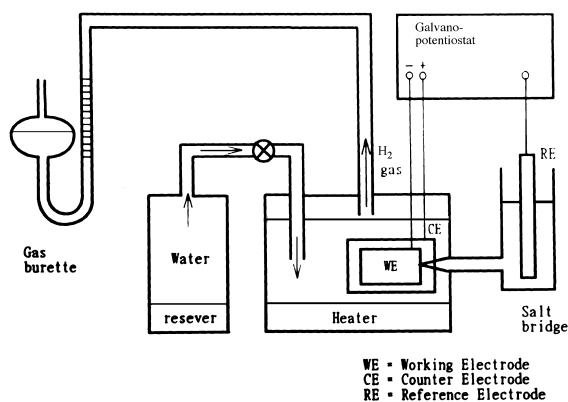 Galvano-
potentiostat
- +
RE
H2
gas
CE
Gas
burette
Water
WE
resever
Heater
Salt
bridge
WE = Working Electrode
CE = Counter Electrode
RE = Reference Electrode